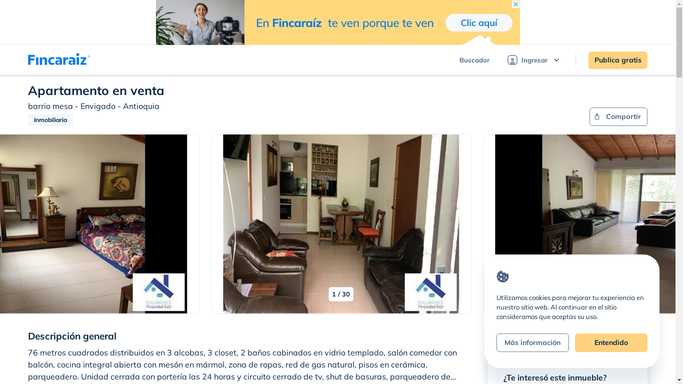 En Fincaraíz te ven porque te ven
Clic aquí
Fincaraíz
Buscador
Ingresar
Publica gratis
Apartamento en venta
barria mesa - Envigado - Antioquia
Inmobiliaria
Compartir
1 / 30
Utilizamos cookies para mejorar tu experiencia en
nuestro sitio web. Al continuar en el sitio
consideramos que aceptas su uso.
Más información
Entendido
Descripción general
76 metros cuadrados distribuidos en 3 alcobas, 3 closet, 2 baños cabinados en vidrio templado, salón comedor con
balcón, cocina integral abierta con mesón en mármol, zona de ropas, red de gas natural, pisos en cerámica,
parqueadero. Unidad cerrada con portería las 24 horas y circuito cerrado de tv, shut de basuras, parqueadero de...
¿Te interesó este inmueble?